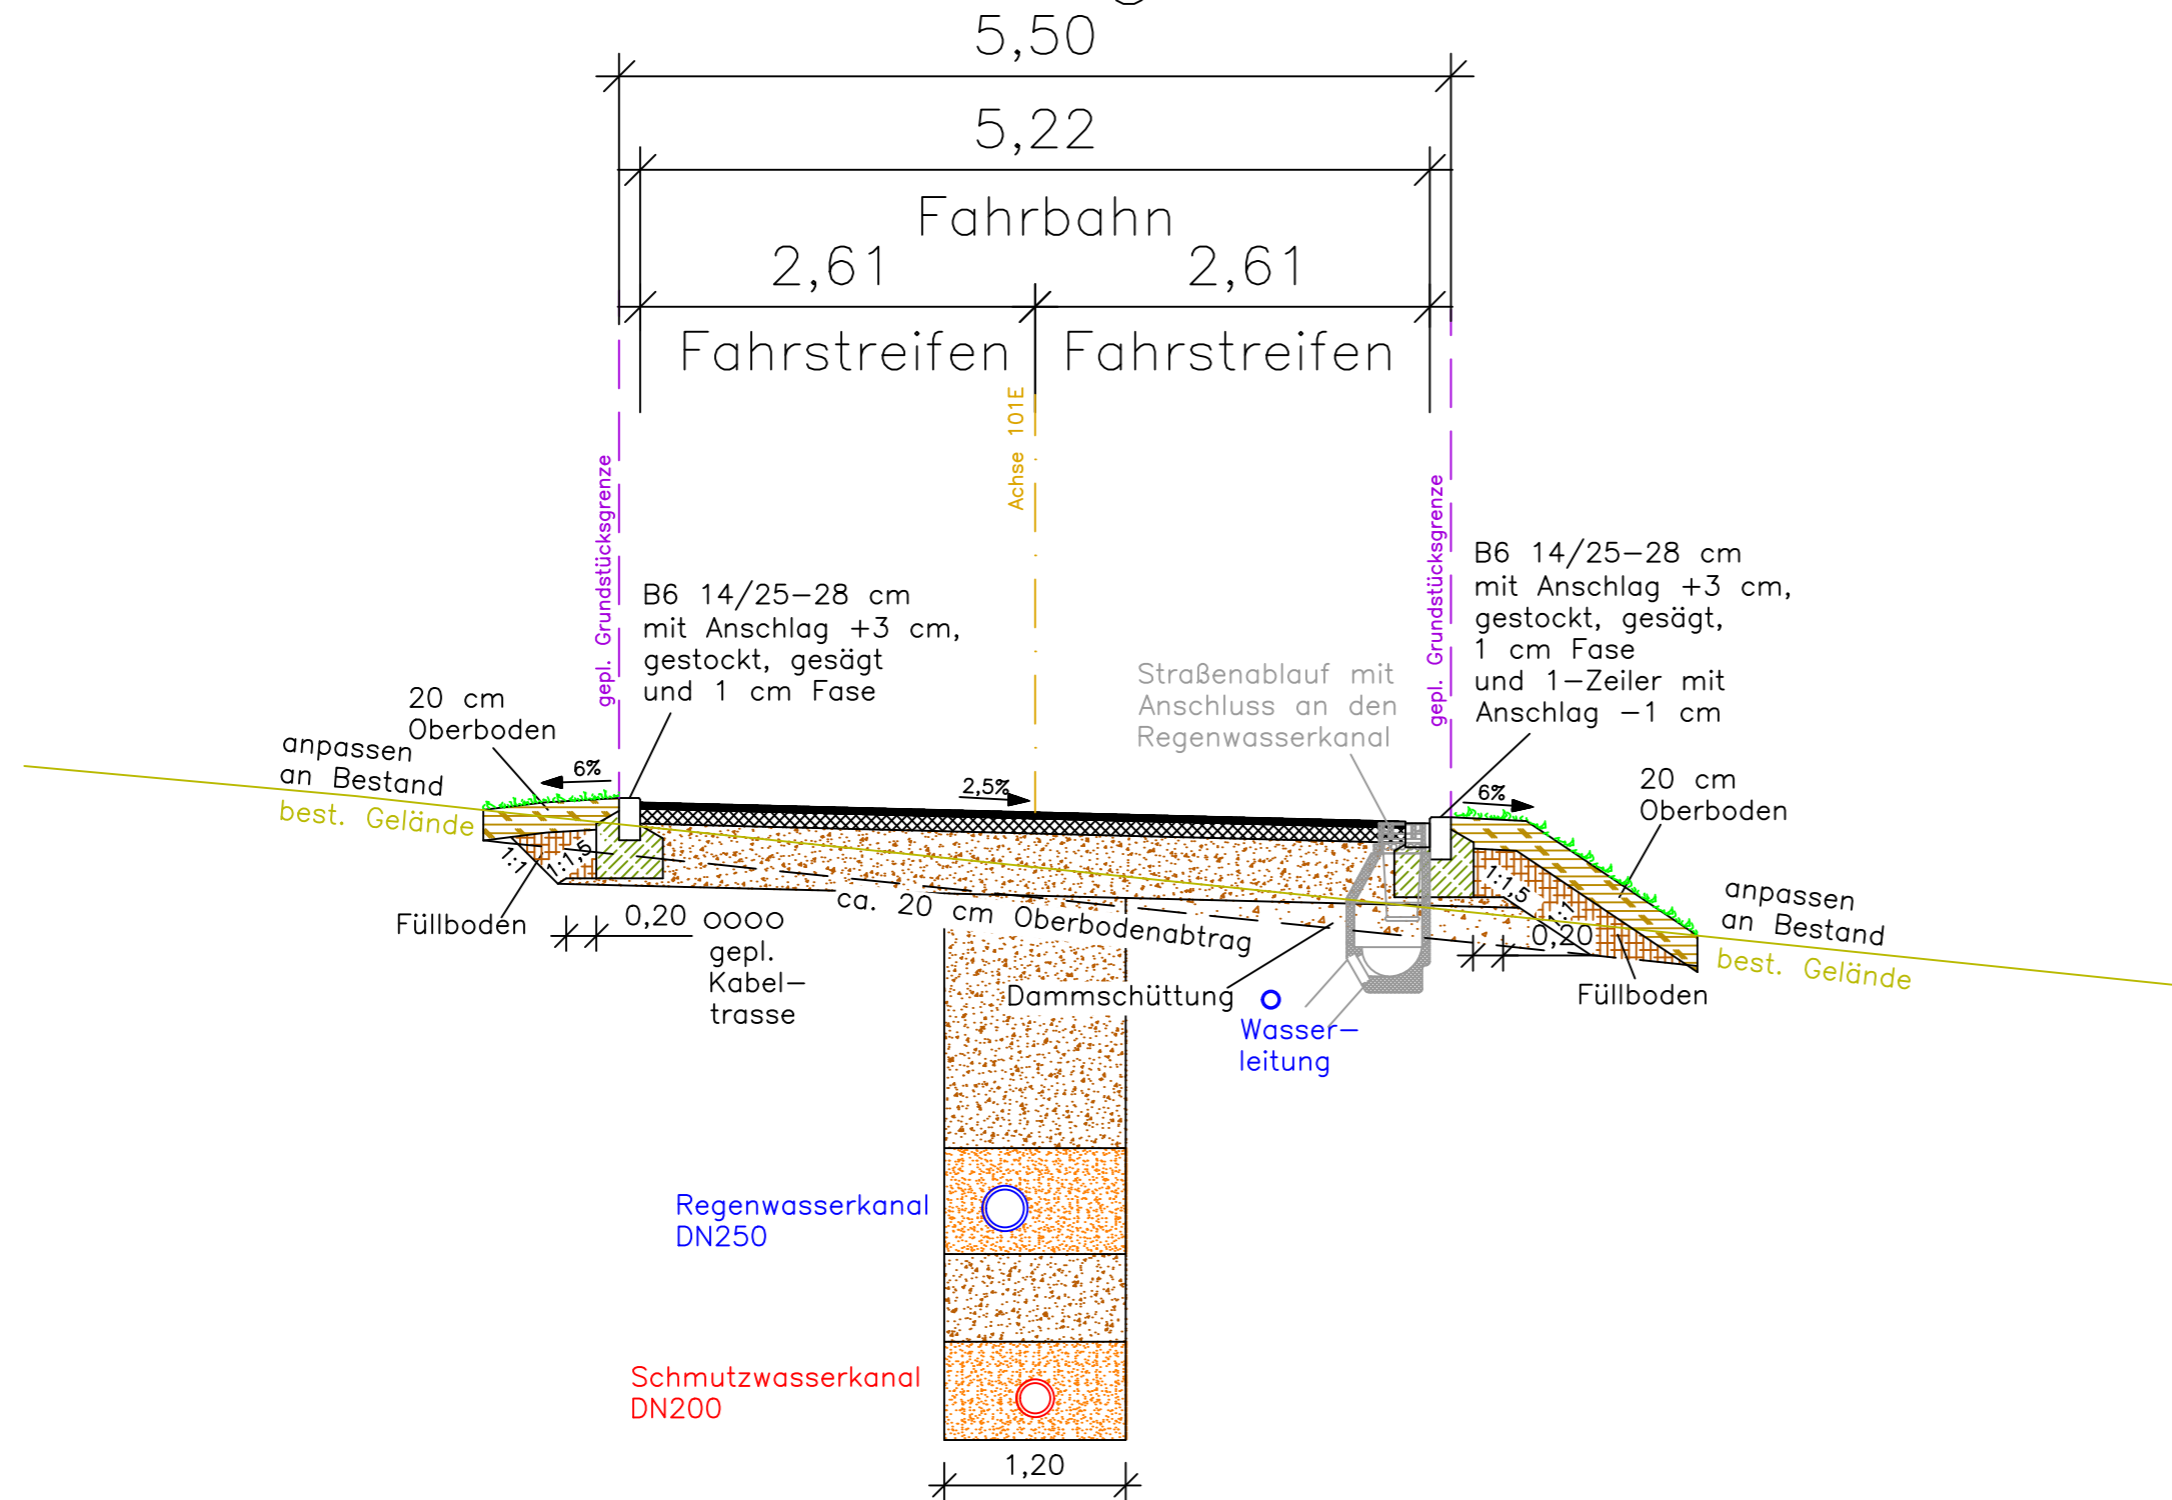 5,50
5,22
Fahrbahn
2,61
2,61
Fahrstreifen
Fahrstreifen
Achse 101E
gepl. Grundstücksgrenze
gepl. Grundstücksgrenze
B6 14/25-28 cm
mit Anschlag +3 cm,
gestockt, gesägt,
1 cm Fase
und 1-Zeiler mit
Anschlag -1 cm
B6 14/25-28 cm
mit Anschlag +3 cm,
gestockt, gesägt
und 1 cm Fase
Straßenablauf mit
Anschluss an den
Regenwasserkanal
20 cm
Oberboden
anpassen
an Bestand
best. Gelände
6%
2,5%
6%
20 cm
Oberboden
anpassen
an Bestand
best. Gelände
1:1
1:1,5
1:1,5
1:1
Füllboden
0,20
gepl.
Kabel-
trasse
ca. 20 cm Oberbodenabtrag
0,20
Füllboden
Dammschüttung
Wasser-
leitung
Regenwasserkanal
DN250
Schmutzwasserkanal
DN200
1,20